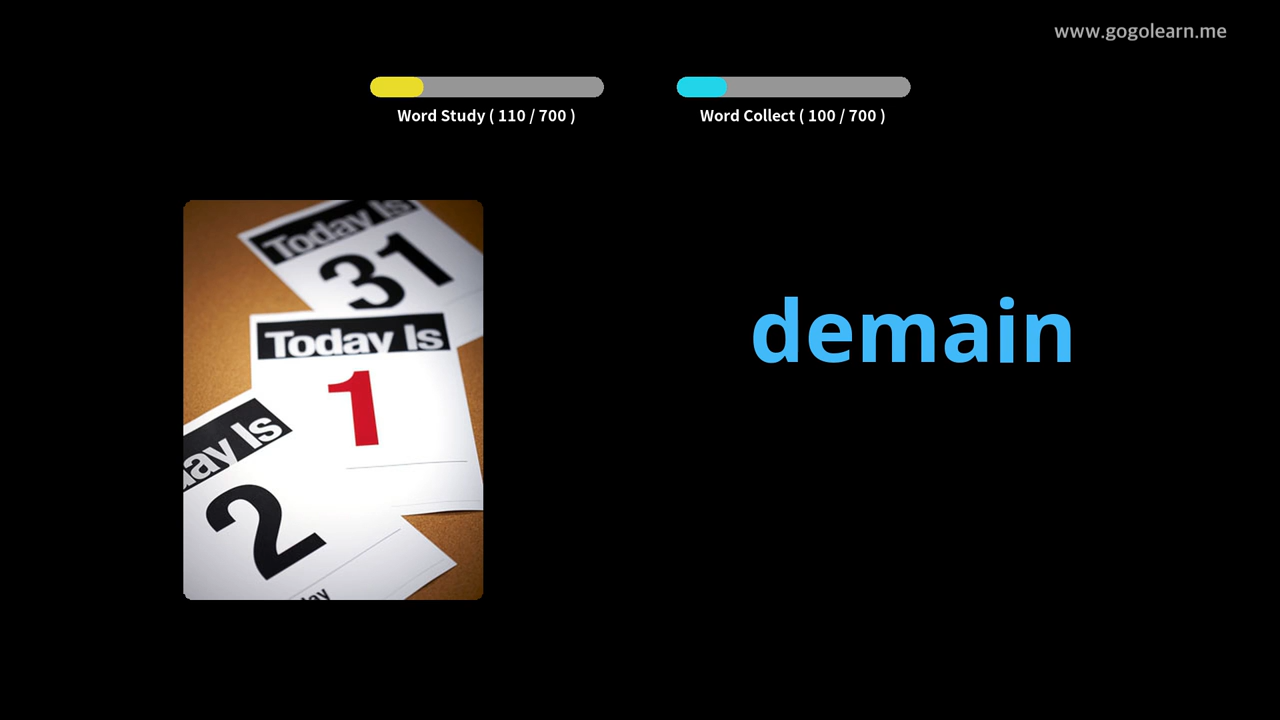 www.gogolearn.me
Word Study ( 110 / 700 )
Word Collect ( 100 / 700 )
Today Is
31
Today Is
1
ay Is
2
demain